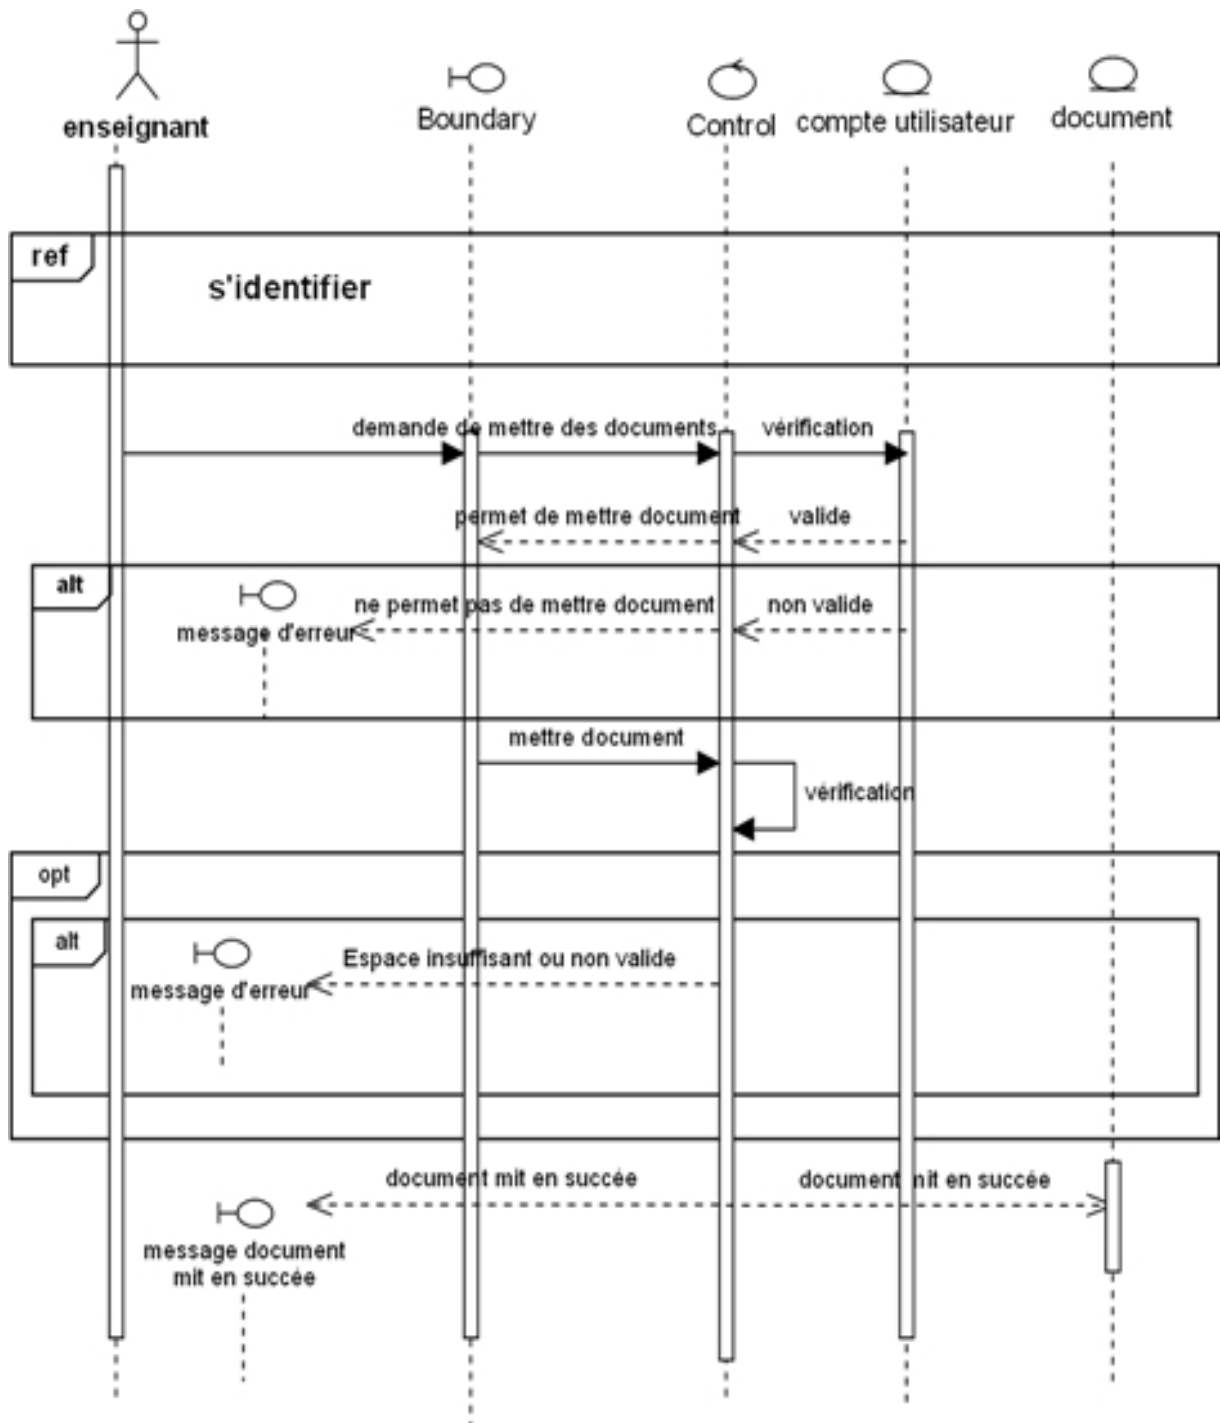 enseignant
Boundary
Control
compte utilisateur
document
ref
s'identifier
demande de mettre des documents
vérification
permet de mettre document
valide
alt
ne permet pas de mettre document
non valide
message d'erreur
mettre document
vérification
opt
alt
Espace insuffisant ou non valide
message d'erreur
document mit en succée
document mit en succée
message document
mit en succée